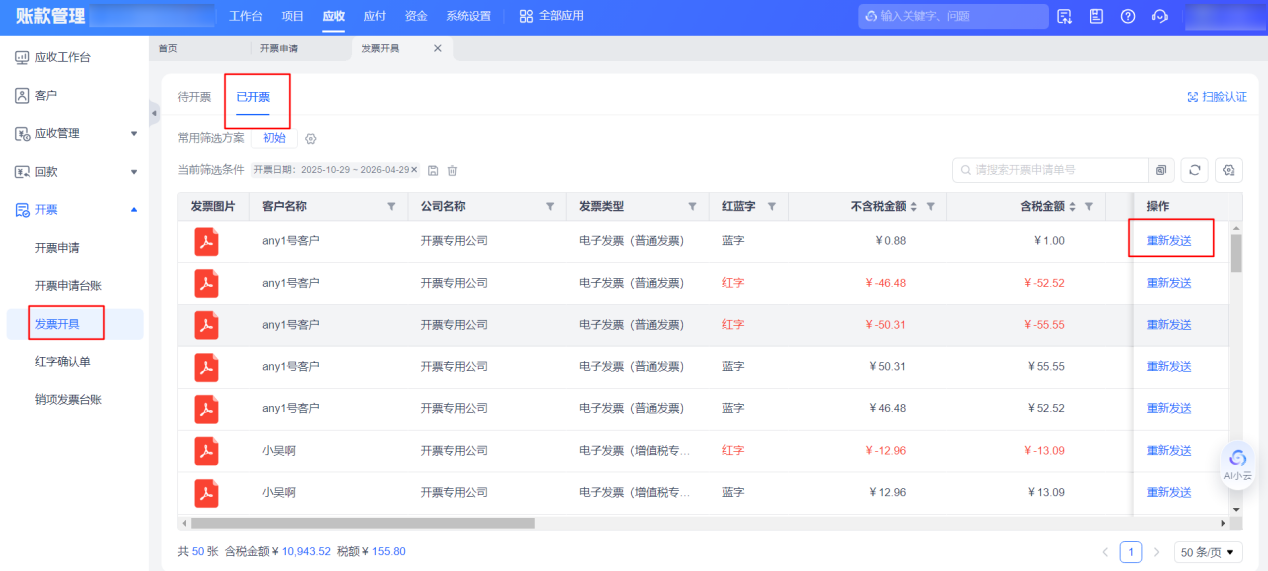 账款管理 工作台 项目 应收 应付 资金 系统设置 全部应用 输入关键字、问题
首页 开票申请 发票开具
应收工作台
客户
应收管理
回款
开票
开票申请
开票申请台账
发票开具
红字确认单
销项发票台账
待开票 已开票 扫脸认证
常用筛选方案 初始
当前筛选条件 开票日期: 2025-10-29 ~ 2026-04-29 请搜索开票申请单号
发票图片 客户名称 公司名称 发票类型 红蓝字 不含税金额 含税金额 操作
any1号客户 开票专用公司 电子发票（普通发票） 蓝字 ¥0.88 ¥1.00 重新发送
any1号客户 开票专用公司 电子发票（普通发票） 红字 ¥-46.48 ¥-52.52 重新发送
any1号客户 开票专用公司 电子发票（普通发票） 红字 ¥-50.31 ¥-55.55 重新发送
any1号客户 开票专用公司 电子发票（普通发票） 蓝字 ¥50.31 ¥55.55 重新发送
any1号客户 开票专用公司 电子发票（普通发票） 蓝字 ¥46.48 ¥52.52 重新发送
小吴啊 开票专用公司 电子发票（增值税专... 红字 ¥-12.96 ¥-13.09 重新发送
小吴啊 开票专用公司 电子发票（增值税专... 蓝字 ¥12.96 ¥13.09 重新发送
AI小云
共 50 张 含税金额 ¥ 10,943.52 税额 ¥ 155.80 1 50 条/页